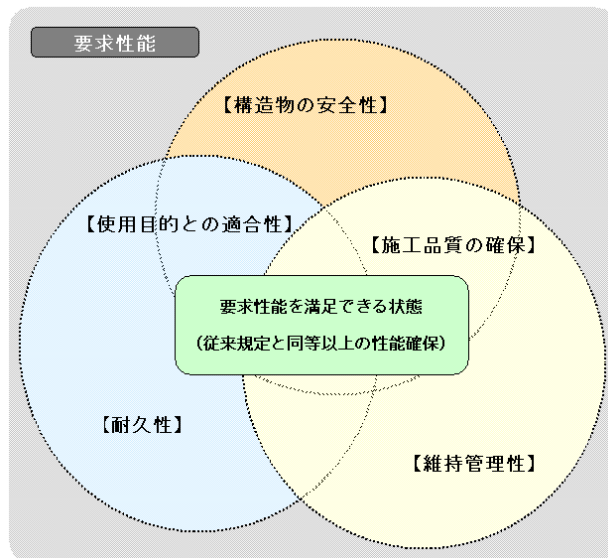 要求性能
【構造物の安全性】
【使用目的との適合性】
【施工品質の確保】
要求性能を満足できる状態
(従来規定と同等以上の性能確保)
【耐久性】
【維持管理性】